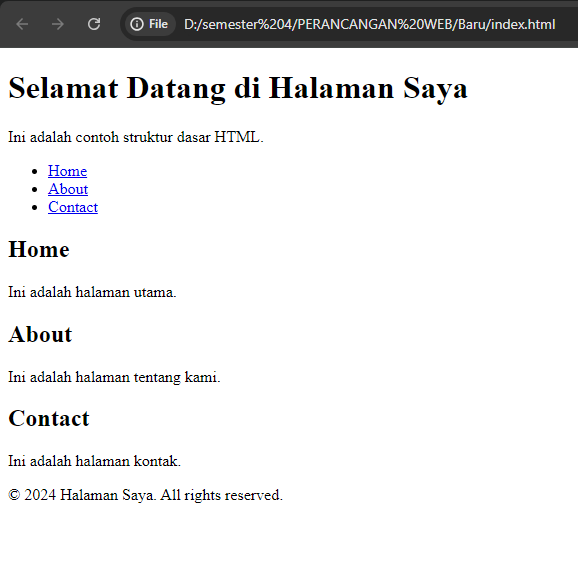 File D:/semester%204/PERANCANGAN%20WEB/Baru/index.html
Selamat Datang di Halaman Saya
Ini adalah contoh struktur dasar HTML.
Home
About
Contact
Home
Ini adalah halaman utama.
About
Ini adalah halaman tentang kami.
Contact
Ini adalah halaman kontak.
© 2024 Halaman Saya. All rights reserved.